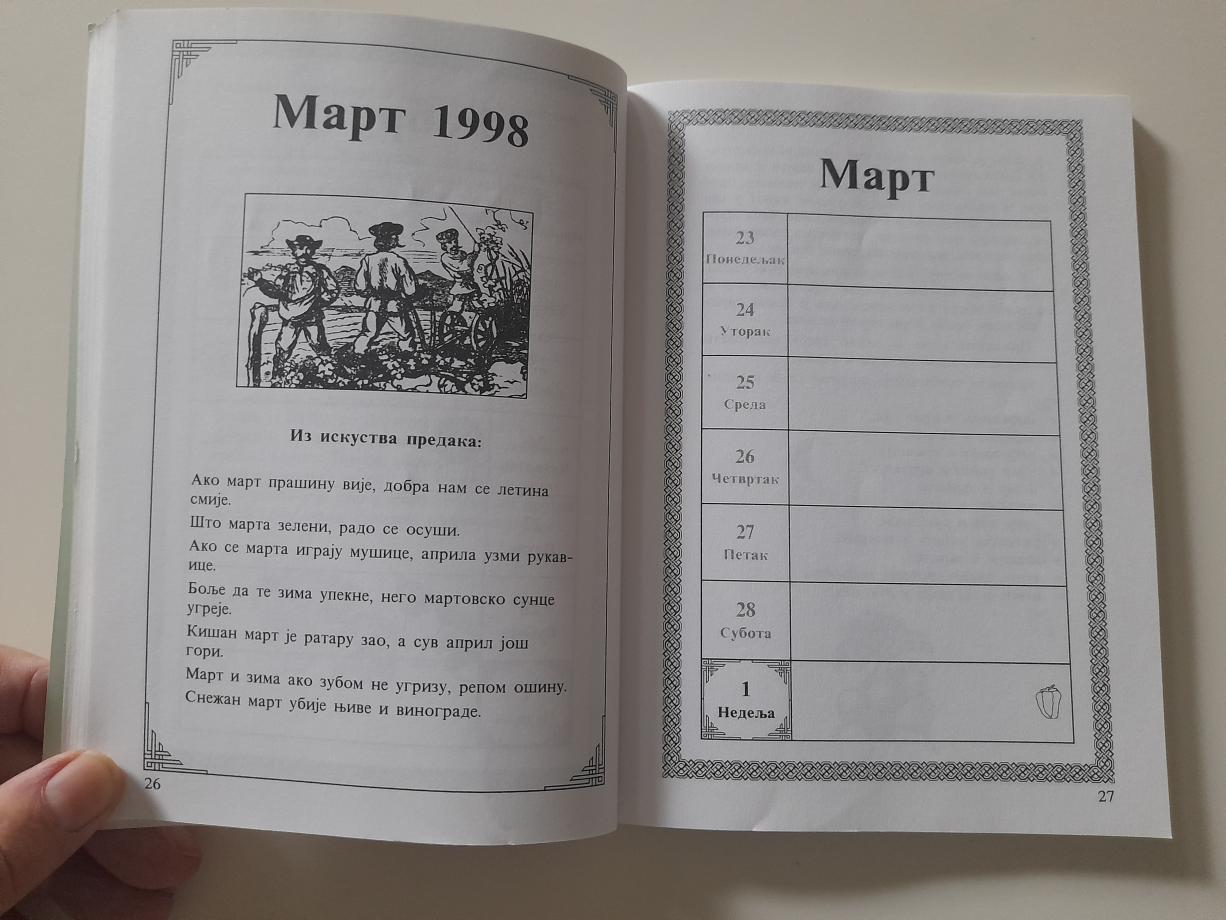 Март 1998
Из искуства предака:
Ако март прашину вије, добра нам се летина
смије.
Што марта зелени, радо се осуши.
Ако се марта играју мушице, априла узми рукав-
ице.
Боље да те зима упекне, него мартовско сунце
угреје.
Кишан март је ратару зао, а сув април још
гори.
Март и зима ако зубом не угризу, репом ошину.
Снежан март убије њиве и винограде.
26
Март
23
Понедељак
24
Уторак
25
Среда
26
Четвртак
27
Петак
28
Субота
1
Недеља
27